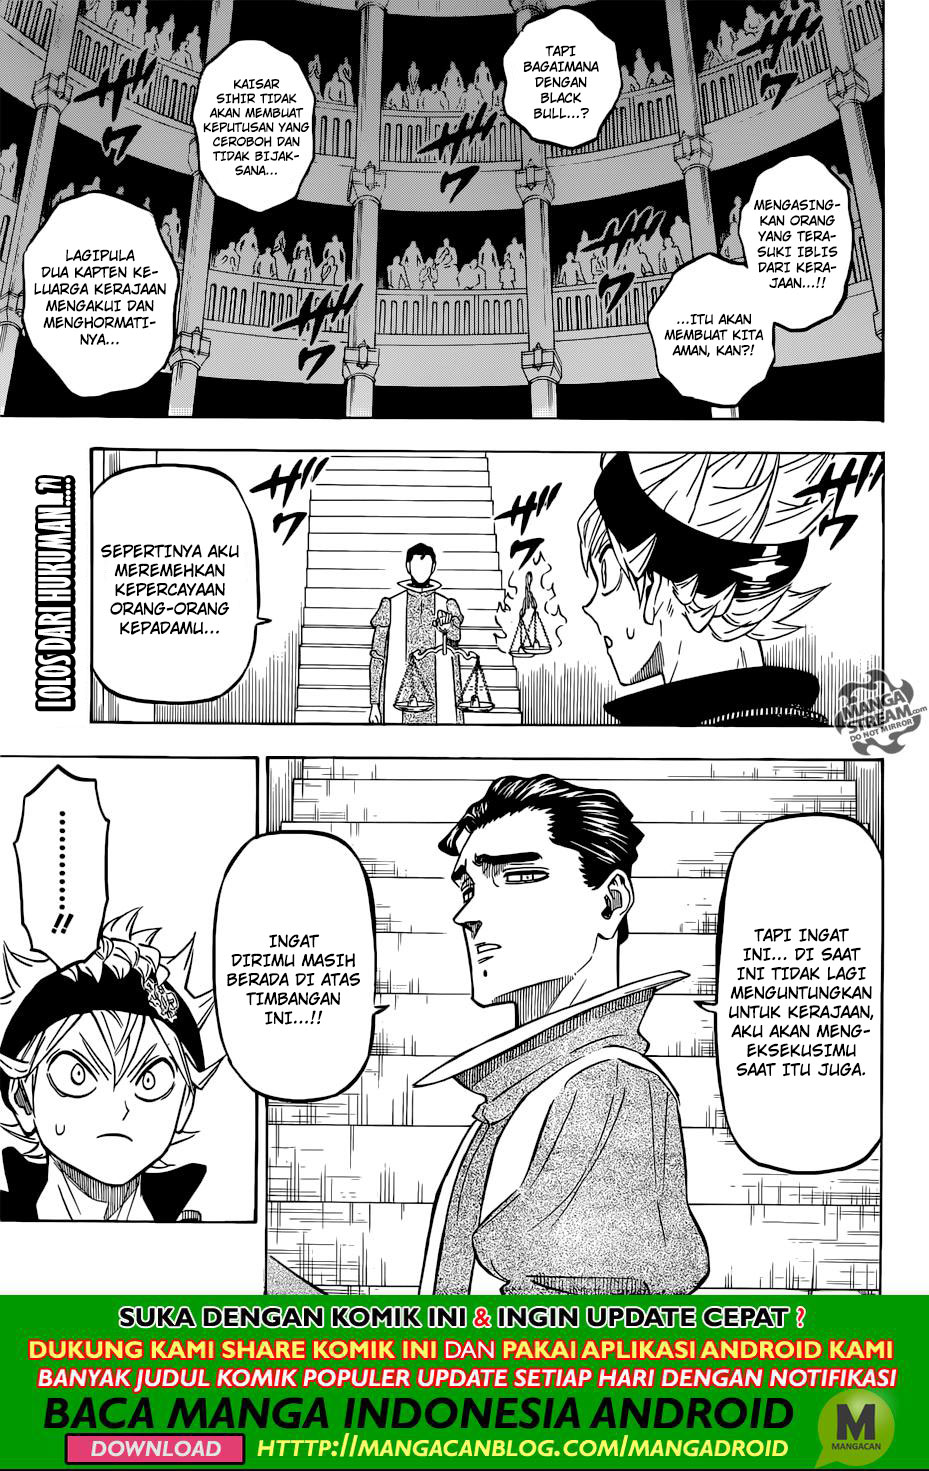 TAPI
BAGAIMANA
DENGAN
BLACK
BULL...?
KAISAR
SIHIR TIDAK
AKAN MEMBUAT
KEPUTUSAN YANG
CEROBOH DAN
TIDAK BIJAK-
SANA...
MENGASING-
KAN ORANG
YANG TERA-
SUKI IBLIS
DARI KERA-
JAAN...!!
...ITU AKAN
MEMBUAT KITA
AMAN, KAN?!
LAGIPULA
DUA KAPTEN KE-
LUARGA KERAJAAN
MENGAKUI DAN
MENGHORMATI-
NYA...
LOLOS DARI HUKUMAN...?!
SEPERTINYA AKU
MEREMEHKAN
KEPERCAYAAN
ORANG-ORANG
KEPADAMU...
MANGA
STREAM.com
DO NOT MIRROR
TAPI INGAT
INI... DI SAAT
INI TIDAK LAGI
MENGUNTUNGKAN
UNTUK KERAJAAN,
AKU AKAN MENG-
EKSEKUSIMU
SAAT ITU JUGA.
INGAT
DIRIMU MASIH
BERADA DI ATAS
TIMBANGAN
INI...!!
.........!!
SUKA DENGAN KOMIK INI & INGIN UPDATE CEPAT ?
DUKUNG KAMI SHARE KOMIK INI DAN PAKAI APLIKASI ANDROID KAMI
BANYAK JUDUL KOMIK POPULER UPDATE SETIAP HARI DENGAN NOTIFIKASI
BACA MANGA INDONESIA ANDROID
DOWNLOAD HTTTP://MANGACANBLOG.COM/MANGADROID
M
MANGACAN